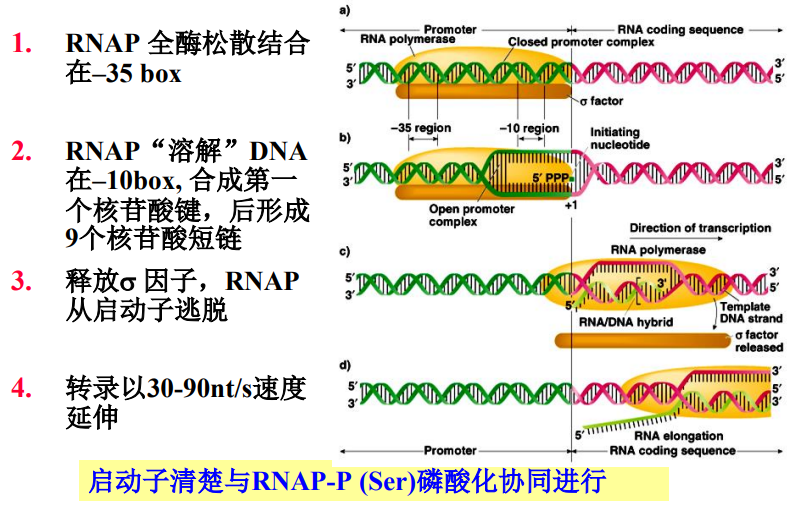 1. RNAP 全酶松散结合
在–35 box
2. RNAP“溶解”DNA
在–10box, 合成第一
个核苷酸键，后形成
9个核苷酸短链
3. 释放σ 因子，RNAP
从启动子逃脱
4. 转录以30-90nt/s速度
延伸
a)
Promoter
RNA coding sequence
RNA polymerase
Closed promoter complex
5′
3′
3′
5′
σ factor
–35 region
–10 region
b)
Initiating
nucleotide
5′
3′
5′ PPP
3′
5′
Open promoter
complex
+1
Direction of transcription
c)
RNA polymerase
5′
3′
3′
5′
3′
5′
RNA/DNA hybrid
Template
DNA strand
σ factor
released
d)
5′
3′
3′
3′
5′
5′
RNA elongation
Promoter
RNA coding sequence
启动子清楚与RNAP-P (Ser)磷酸化协同进行